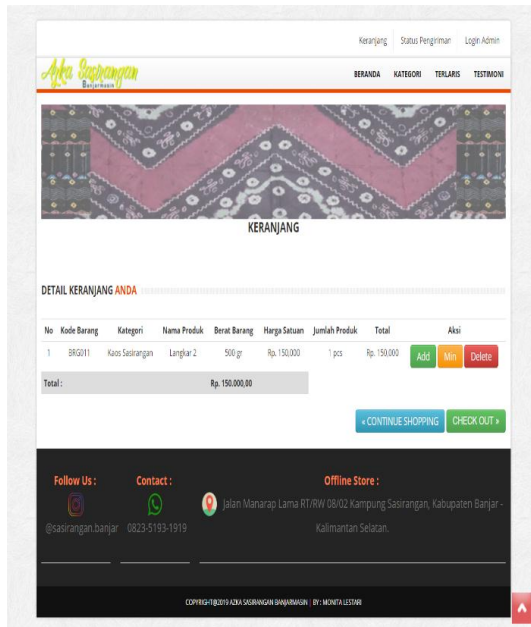 Keranjang Status Pengiriman Login Admin
Azka Sasirangan
Banjarmasin
BERANDA KATEGORI TERLARIS TESTIMONI
KERANJANG
DETAIL KERANJANG ANDA
No Kode Barang Kategori Nama Produk Berat Barang Harga Satuan Jumlah Produk Total Aksi
1 BRG011 Kaos Sasirangan Langkar 2 500 gr Rp. 150,000 1 pcs Rp. 150,000 Add Min Delete
Total : Rp. 150.000,00
« CONTINUE SHOPPING CHECK OUT »
Follow Us : Contact : Offline Store :
@sasirangan.banjar 0823-5193-1919 Jalan Manarap Lama RT/RW 08/02 Kampung Sasirangan, Kabupaten Banjar -
Kalimantan Selatan.
COPYRIGHT@2019 AZKA SASIRANGAN BANJARMASIN | BY : MONITA LESTARI